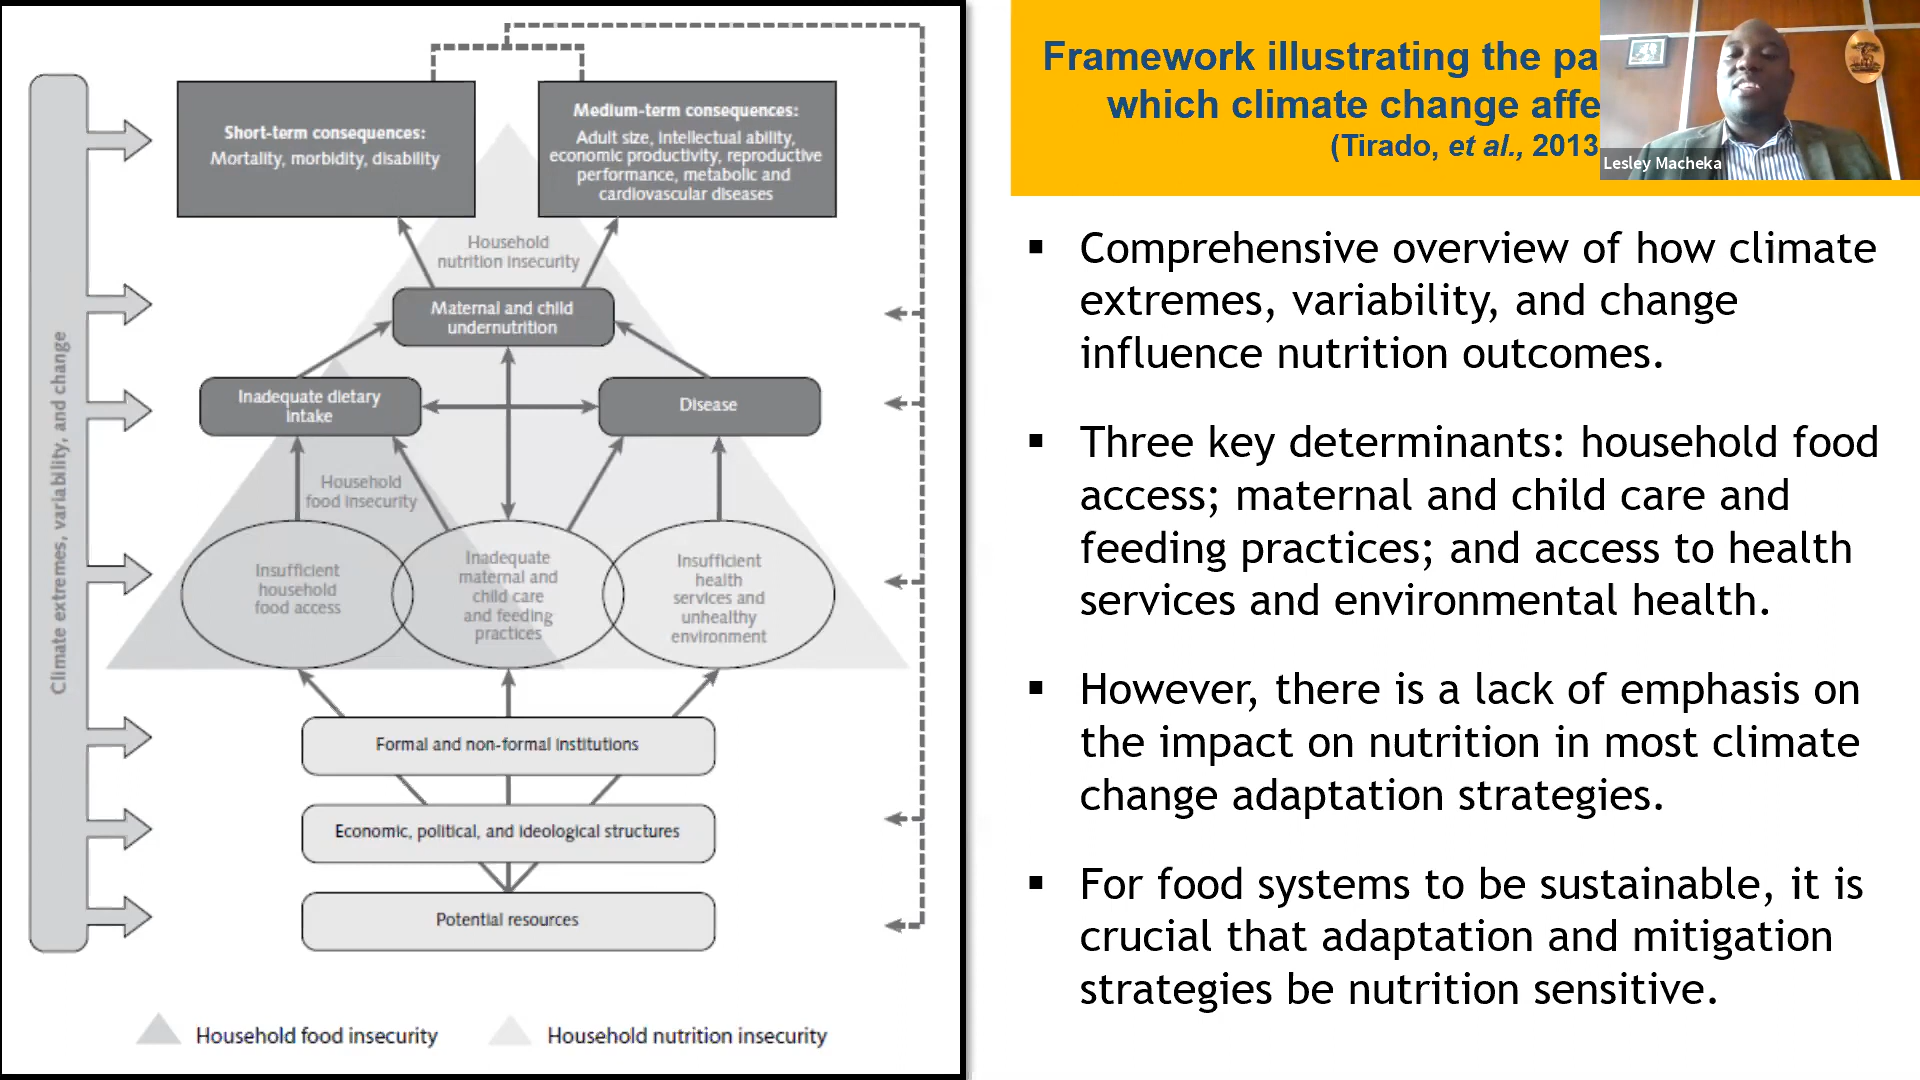 Short-term consequences:
Mortality, morbidity, disability
Medium-term consequences:
Adult size, intellectual ability,
economic productivity, reproductive
performance, metabolic and
cardiovascular diseases
Household
nutrition insecurity
Maternal and child
undernutrition
Inadequate dietary
intake
Disease
Household
food insecurity
Insufficient
household
food access
Inadequate
maternal and
child care
and feeding
practices
Insufficient
health
services and
unhealthy
environment
Formal and non-formal institutions
Economic, political, and ideological structures
Potential resources
Climate extremes, variability, and change
Household food insecurity
Household nutrition insecurity
Framework illustrating the pa
which climate change affe
(Tirado, et al., 2013
Lesley Macheka
▪ Comprehensive overview of how climate
extremes, variability, and change
influence nutrition outcomes.
▪ Three key determinants: household food
access; maternal and child care and
feeding practices; and access to health
services and environmental health.
▪ However, there is a lack of emphasis on
the impact on nutrition in most climate
change adaptation strategies.
▪ For food systems to be sustainable, it is
crucial that adaptation and mitigation
strategies be nutrition sensitive.